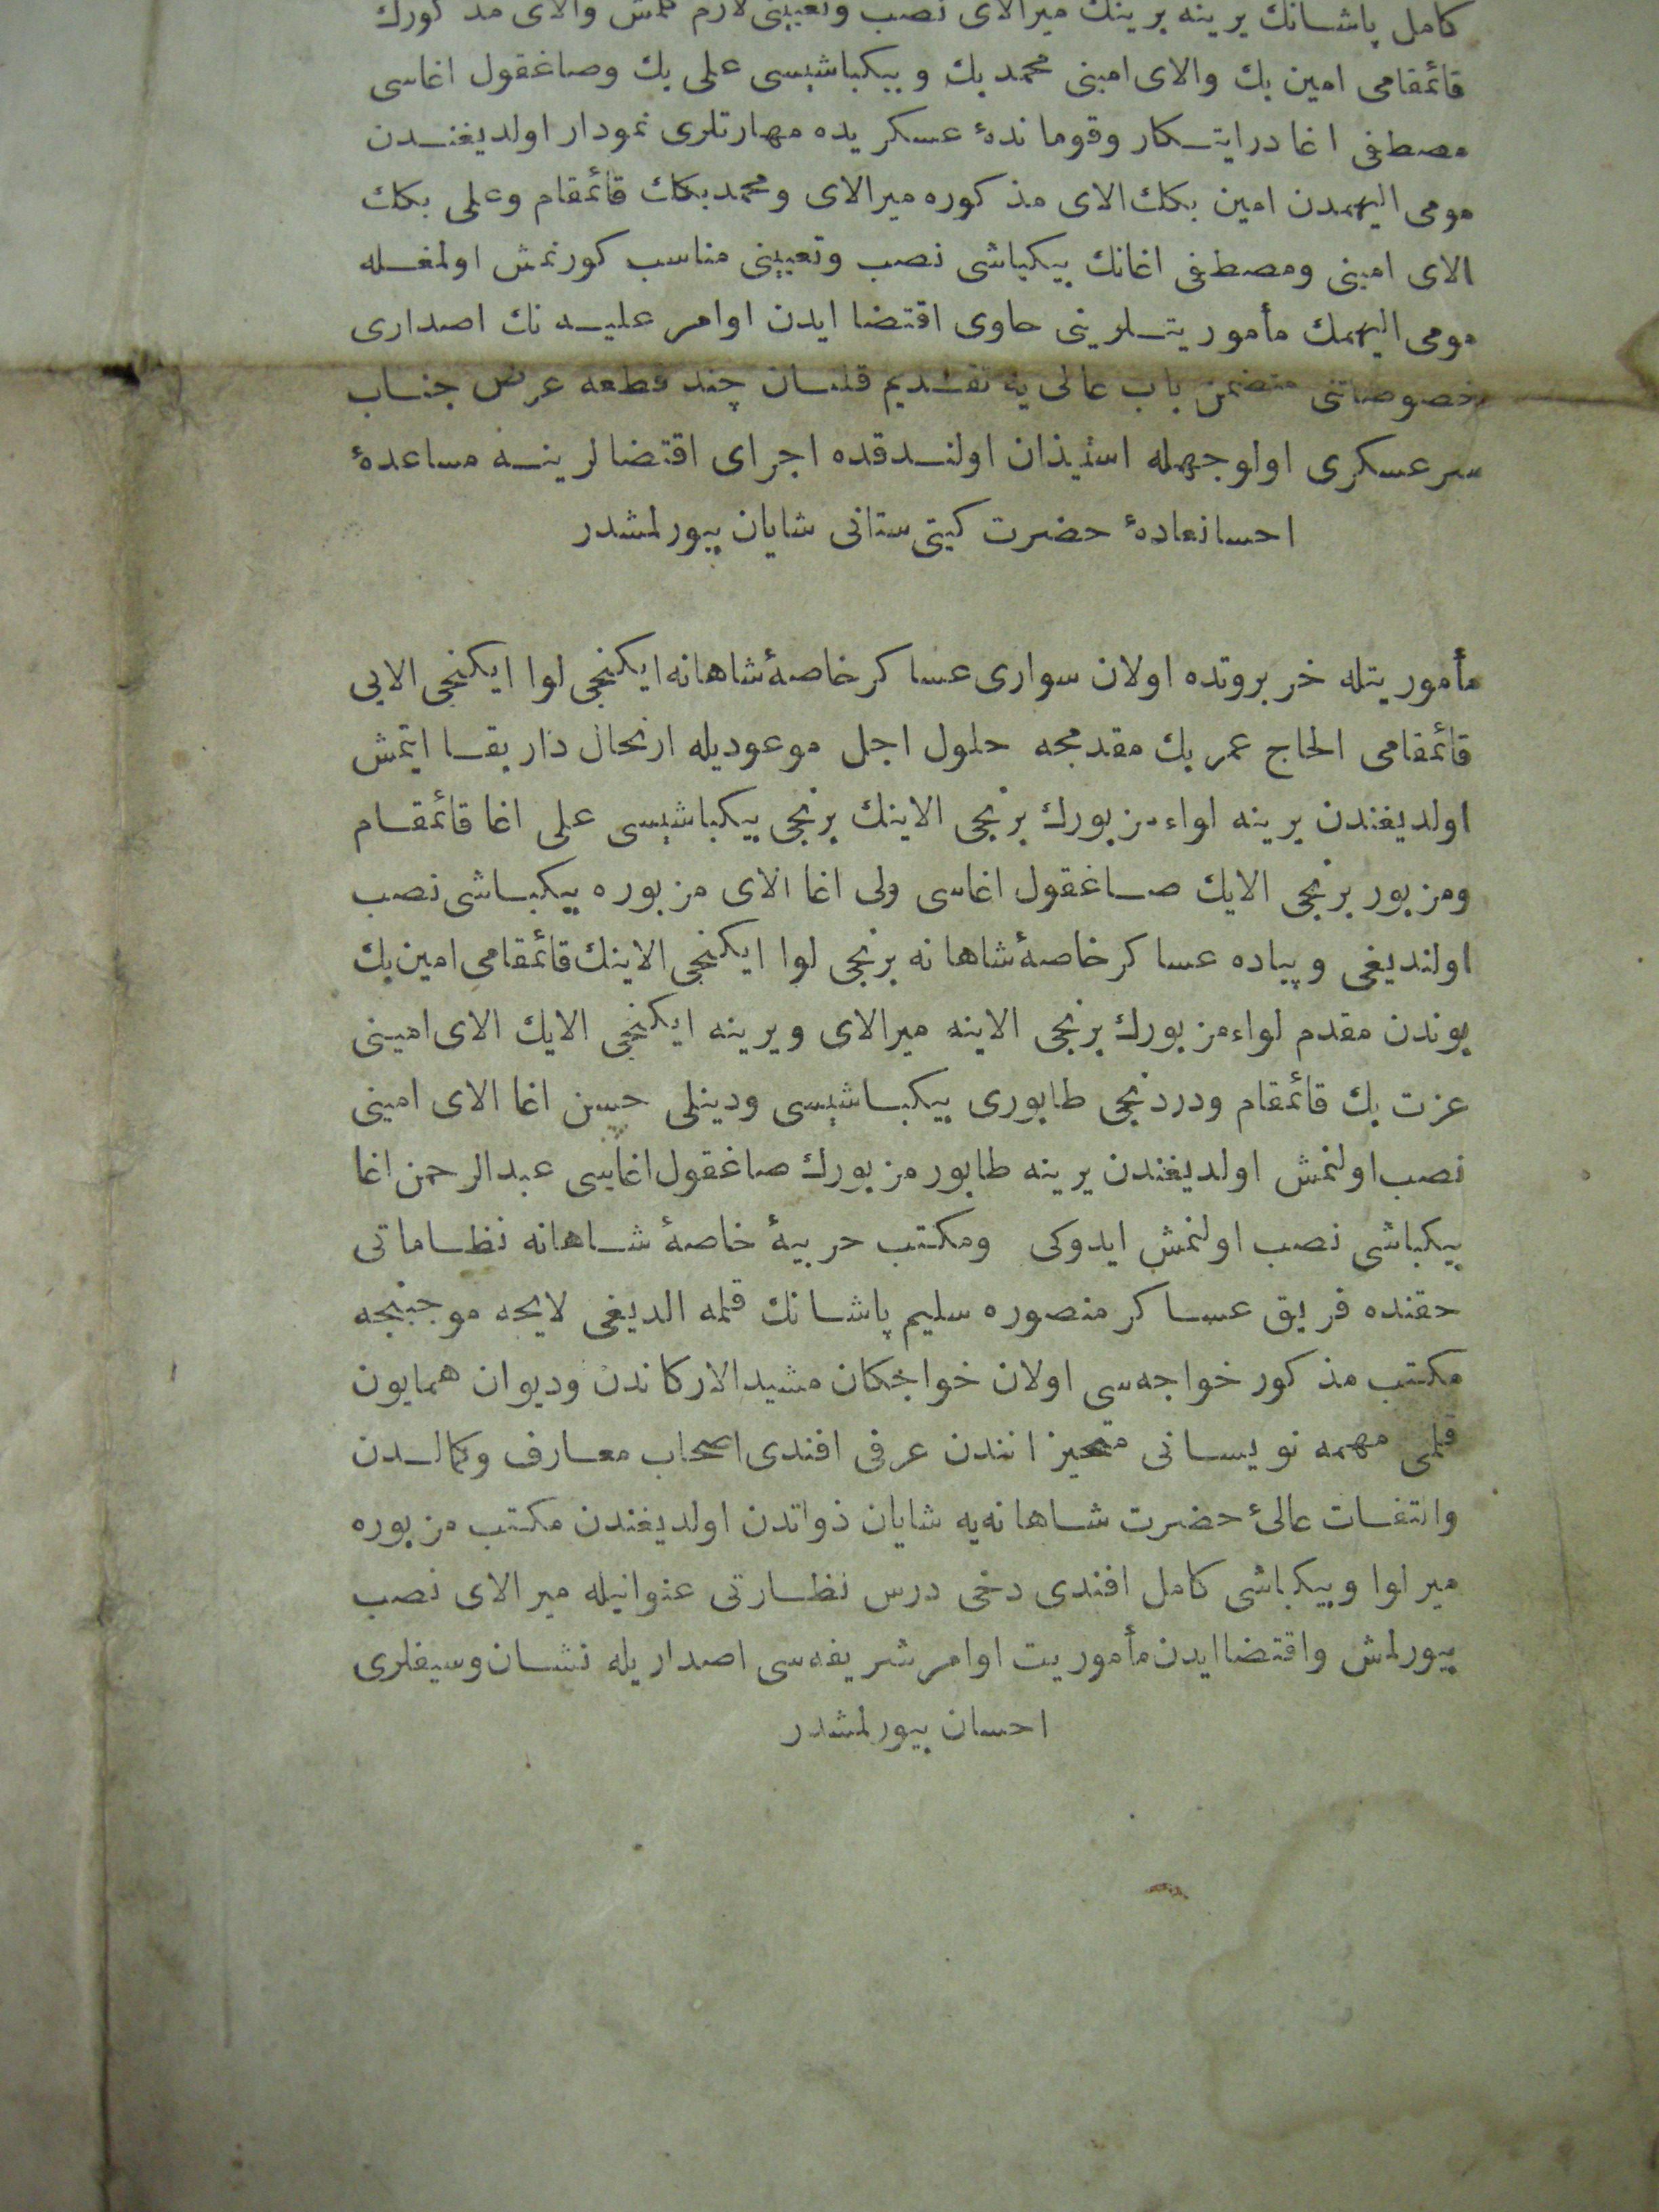 كامل پاشانك يرينه برينك ميرالاى نصب وتعيينى لازم كلمش والاى مذكورك
قائمقامى امين بك والاى امينى محمد بك و بيكباشيسى على بك وصاغقول اغاسى
مصطفى اغا درايتكار وقوماندۀ عسكريده مهارتلرى نمودار اولديغندن
مومى اليهمدن امين بكك الاى مذكوره ميرالاى ومحمد بكك قائمقام وعلى بكك
الاى امينى ومصطفى اغانك بيكباشى نصب وتعيينى مناسب كورنمش اولمغله
مومى اليهمك مأموريتلرينى حاوى اقتضا ايدن اوامر عليه نك اصدارى
خصوصاتنى متضمن باب عالى يه تقديم قلنان چند قطعه عرض جناب
سرعسكرى اولوجهله استيذان اولندقده اجراى اقتضالرينه مساعدۀ
احسانعادۀ حضرت كيتى ستانى شايان بيورلمشدر
مأموريتله خربروتده اولان سوارى عساكر خاصۀ شاهانه ايكنجى لوا ايكنجى الايى
قائمقامى الحاج عمر بك مقدمجه حلول اجل موعوديله ارتحال دار بقا ايتمش
اولديغندن يرينه لواء مزبورك برنجى الاينك برنجى بيكباشيسى على اغا قائمقام
ومزبور برنجى الايك صاغقول اغاسى ولى اغا الاى مزبوره بيكباشى نصب
اولنديغى و پياده عساكر خاصۀ شاهانه برنجى لوا ايكنجى الاينك قائمقامى امين بك
بوندن مقدم لواء مزبورك برنجى الاينه ميرالاى ويرينه ايكنجى الايك الاى امينى
عزت بك قائمقام ودردنجى طابورى بيكباشيسى ودينلى حسن اغا الاى امينى
نصب اولنمش اولديغندن يرينه طابور مزبورك صاغقول اغاسى عبدالرحمن اغا
بيكباشى نصب اولنمش ايدوكى ومكتب حربيۀ خاصۀ شاهانه نظاماتى
حقنده فريق عساكر منصوره سليم پاشانك قلمه الديغى لايحه موجبنجه
مكتب مذكور خواجه سى اولان خواجكان مشيدالاركاندن وديوان همايون
قلمى مهمه نويسانى متحيزانندن عرفى افندى اصحاب معارف وكمالدن
والتفات عالئ حضرت شاهانه يه شايان ذواتدن اولديغندن مكتب مزبوره
ميرلوا وبيكباشى كامل افندى دخى درس نظارتى عنوانيله ميرالاى نصب
بيورلمش واقتضا ايدن مأموريت اوامر شريفه سى اصداريله نشان وسيفلرى
احسان بيورلمشدر